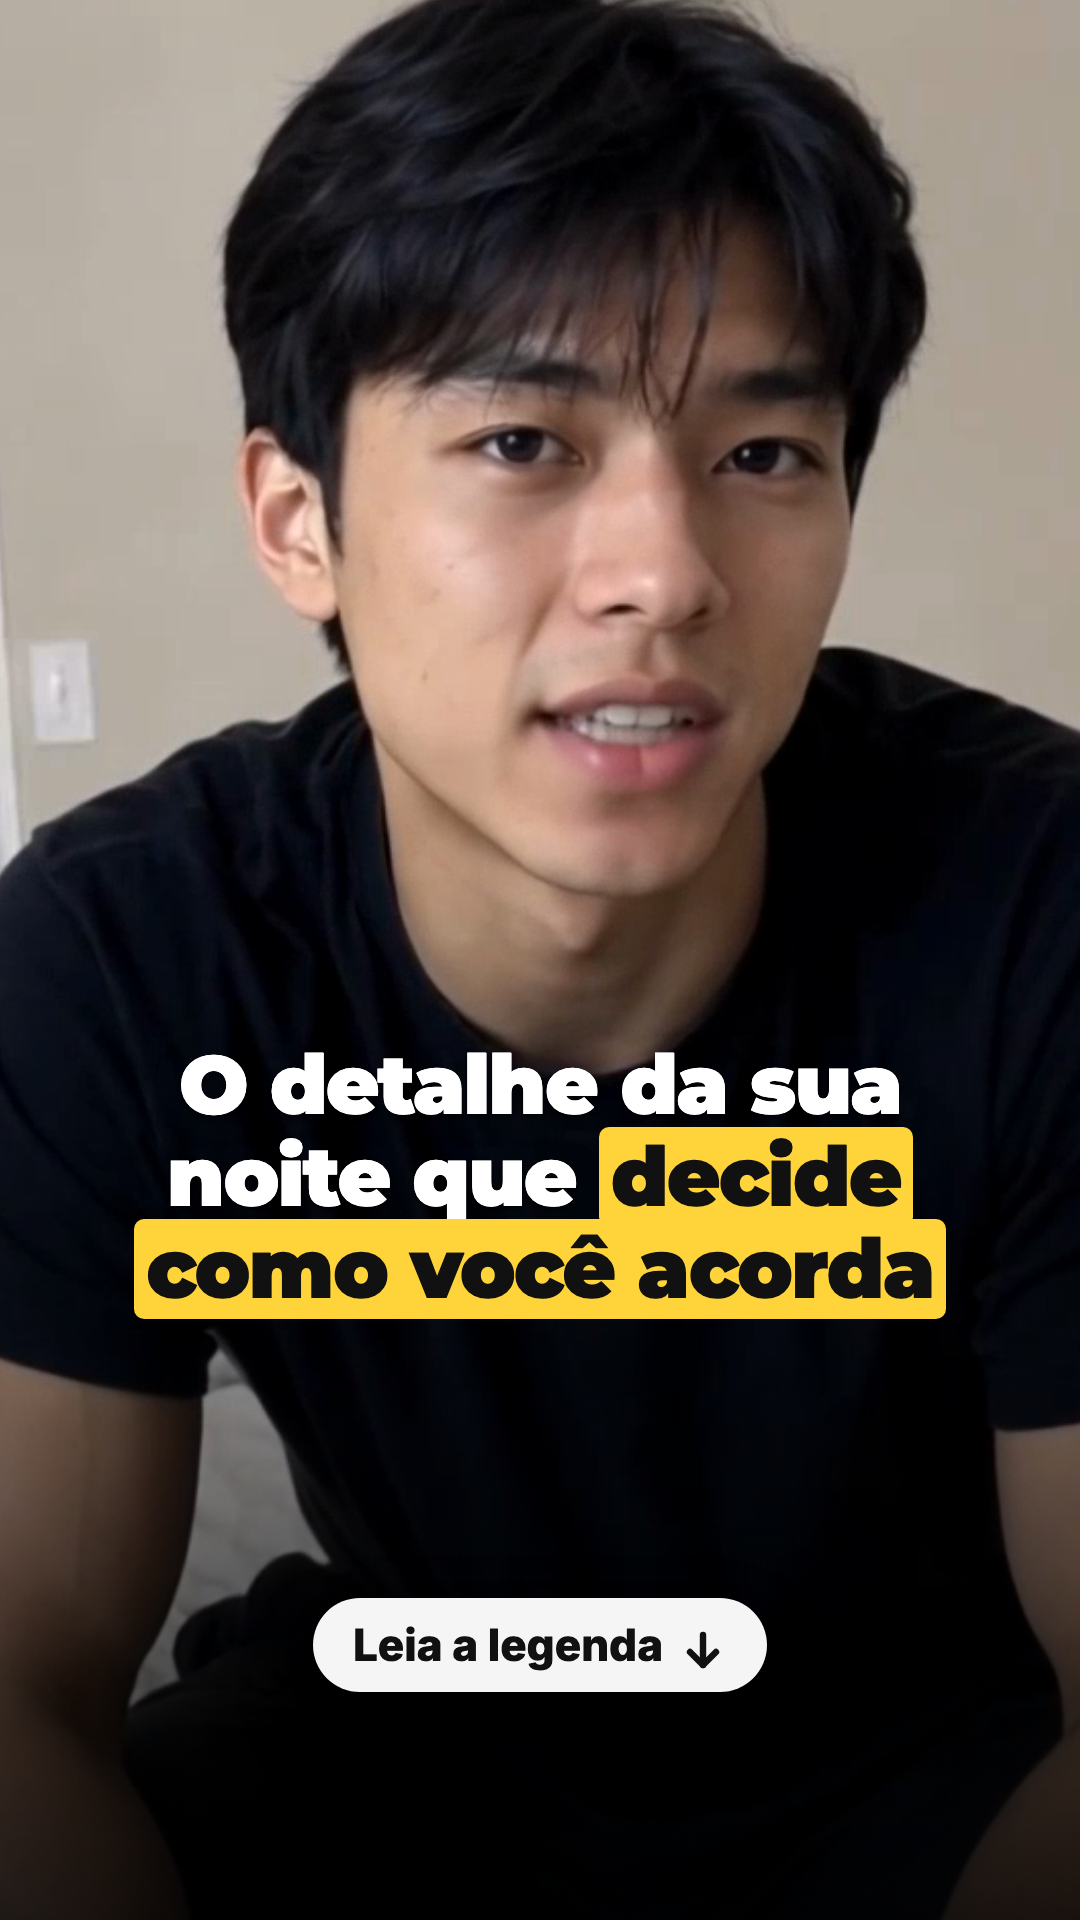 O detalhe da sua
noite que decide
como você acorda
Leia a legenda ↓